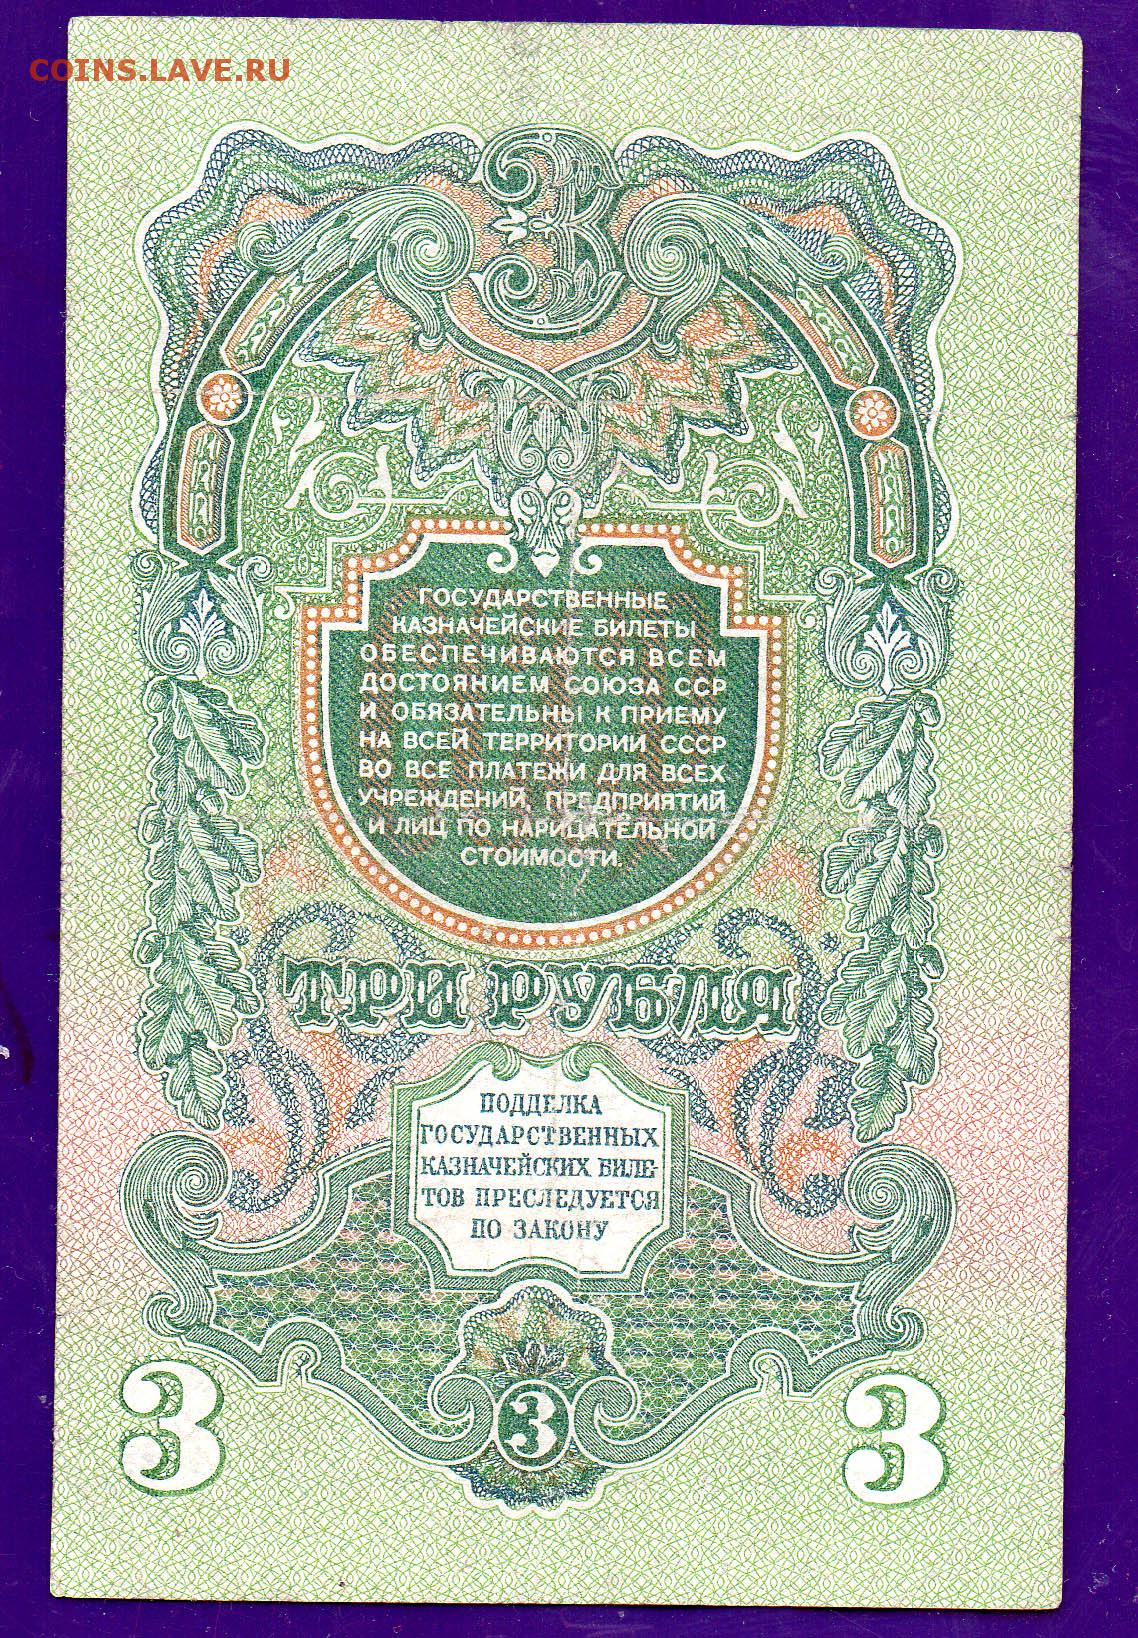 COINS.LAVE.RU
ГОСУДАРСТВЕННЫЕ
КАЗНАЧЕЙСКИЕ БИЛЕТЫ
ОБЕСПЕЧИВАЮТСЯ ВСЕМ
ДОСТОЯНИЕМ СОЮЗА ССР
И ОБЯЗАТЕЛЬНЫ К ПРИЕМУ
НА ВСЕЙ ТЕРРИТОРИИ СССР
ВО ВСЕ ПЛАТЕЖИ ДЛЯ ВСЕХ
УЧРЕЖДЕНИЙ, ПРЕДПРИЯТИЙ
И ЛИЦ ПО НАРИЦАТЕЛЬНОЙ
СТОИМОСТИ.
ТРИ РУБЛЯ
ПОДДЕЛКА
ГОСУДАРСТВЕННЫХ
КАЗНАЧЕЙСКИХ БИЛЕ-
ТОВ ПРЕСЛЕДУЕТСЯ
ПО ЗАКОНУ
3 3 3